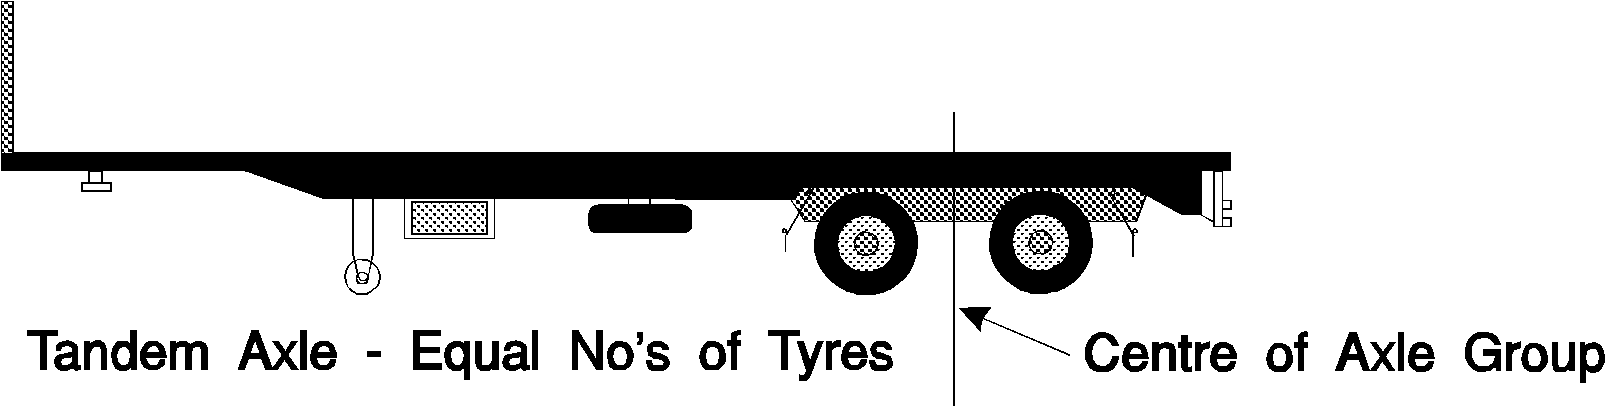 Tandem Axle - Equal No's of Tyres
Centre of Axle Group